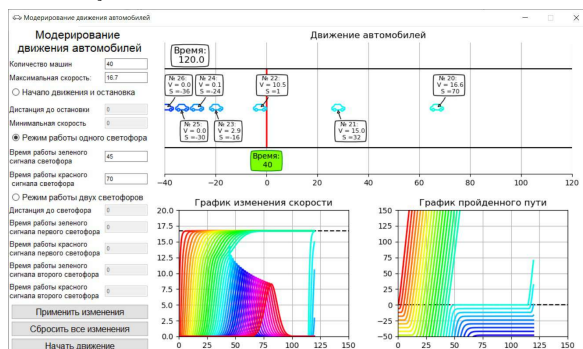 Модерирование движения автомобилей
Модерирование
движения автомобилей
Количество машин
40
Максимальная скорость:
16.7
Начало движения и остановка
Дистанция до остановки
0
Минимальная скорость
0
Режим работы одного светофора
Время работы зеленого
сигнала светофора
45
Время работы красного
сигнала светофора
70
Режим работы двух светофоров
Дистанция до светофора
0
Время работы зеленого
сигнала первого светофора
0
Время работы красного
сигнала первого светофора
0
Время работы зеленого
сигнала второго светофора
0
Время работы красного
сигнала второго светофора
0
Применить изменения
Сбросить все изменения
Начать движение
Движение автомобилей
Время:
120.0
№ 26:
V = 0.0
S =-36
№ 24:
V = 0.1
S =-24
№ 22:
V = 10.5
S =1
№ 20:
V = 16.6
S =70
№ 25:
V = 0.0
S =-30
№ 23:
V = 2.9
S =-16
№ 21:
V = 15.0
S =32
Время:
40
−40 −20 0 20 40 60 80 100 120
График изменения скорости
20.0
17.5
15.0
12.5
10.0
7.5
5.0
2.5
0.0
0 25 50 75 100 125 150
График пройденного пути
150
125
100
75
50
25
0
−25
−50
0 25 50 75 100 125 150